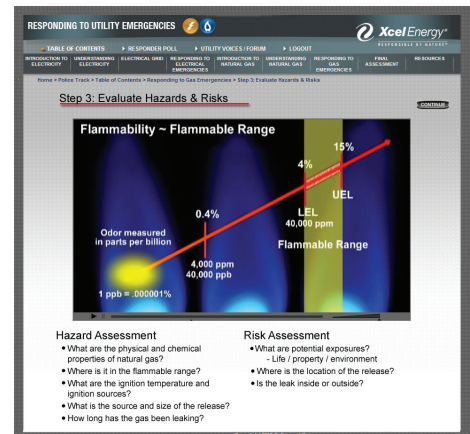 RESPONDING TO UTILITY EMERGENCIES
Xcel Energy®
RESPONSIBLE BY NATURE®
TABLE OF CONTENTS
RESPONDER POLL
UTILITY VOICES / FORUM
LOGOUT
INTRODUCTION TO ELECTRICITY
UNDERSTANDING ELECTRICITY
ELECTRICAL GRID
RESPONDING TO ELECTRICAL EMERGENCIES
INTRODUCTION TO NATURAL GAS
UNDERSTANDING NATURAL GAS
RESPONDING TO GAS EMERGENCIES
FINAL ASSESSMENT
RESOURCES
Home > Police Track > Table of Contents > Responding to Gas Emergencies > Step 3: Evaluate Hazards & Risks
Step 3: Evaluate Hazards & Risks
CONTINUE
Flammability ~ Flammable Range
15%
4%
UEL
LEL
40,000 ppm
0.4%
Flammable Range
Odor measured
in parts per billion
4,000 ppm
40,000 ppb
1 ppb = .000001%
Hazard Assessment
• What are the physical and chemical
properties of natural gas?
• Where is it in the flammable range?
• What are the ignition temperature and
ignition sources?
• What is the source and size of the release?
• How long has the gas been leaking?
Risk Assessment
• What are potential exposures?
- Life / property / environment
• Where is the location of the release?
• Is the leak inside or outside?